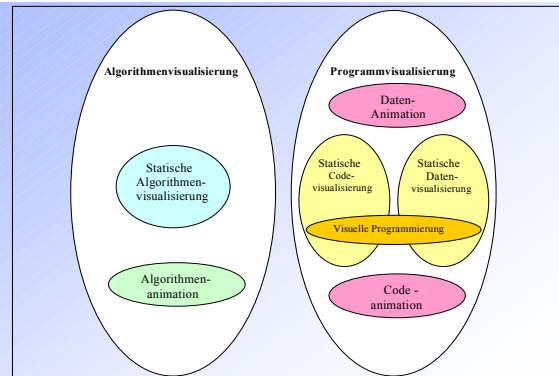 Algorithmenvisualisierung
Statische
Algorithmen-
visualisierung
Algorithmen-
animation
Programmvisualisierung
Daten-
Animation
Statische
Code-
visualisierung
Statische
Daten-
visualisierung
Visuelle Programmierung
Code -
animation